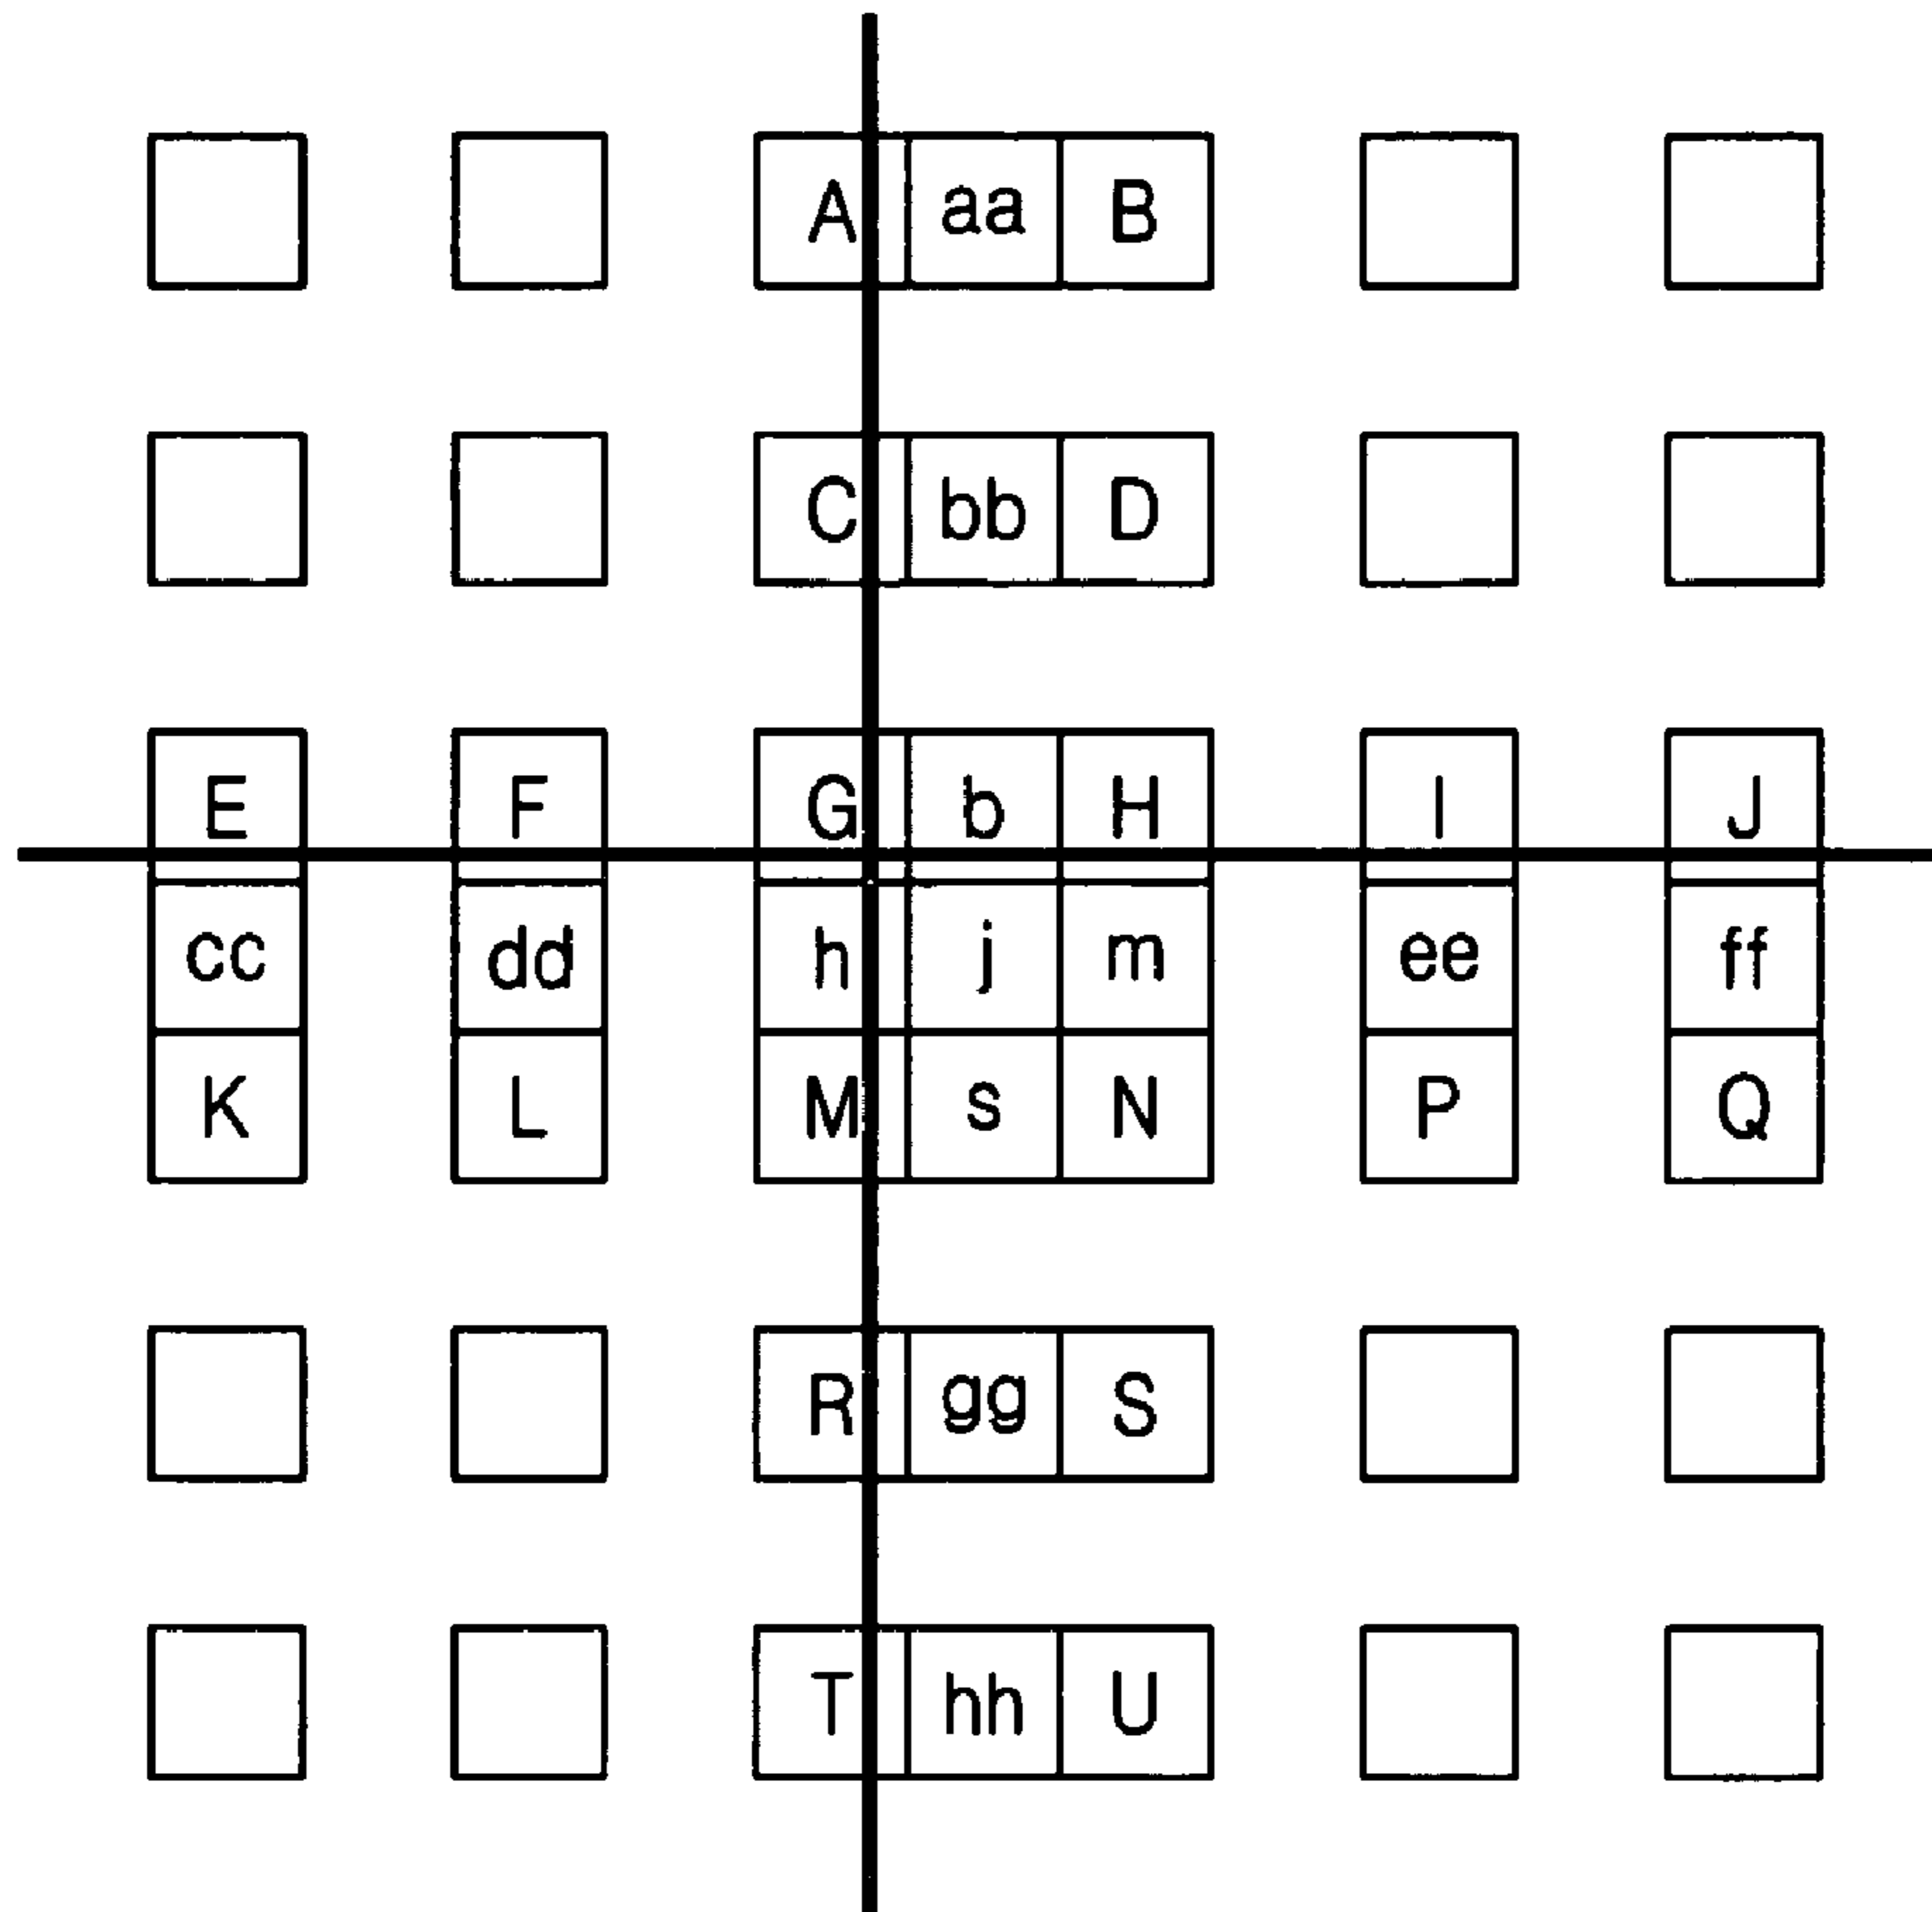 A aa B
C bb D
E F G b H I J
cc dd h j m ee ff
K L M s N P Q
R gg S
T hh U